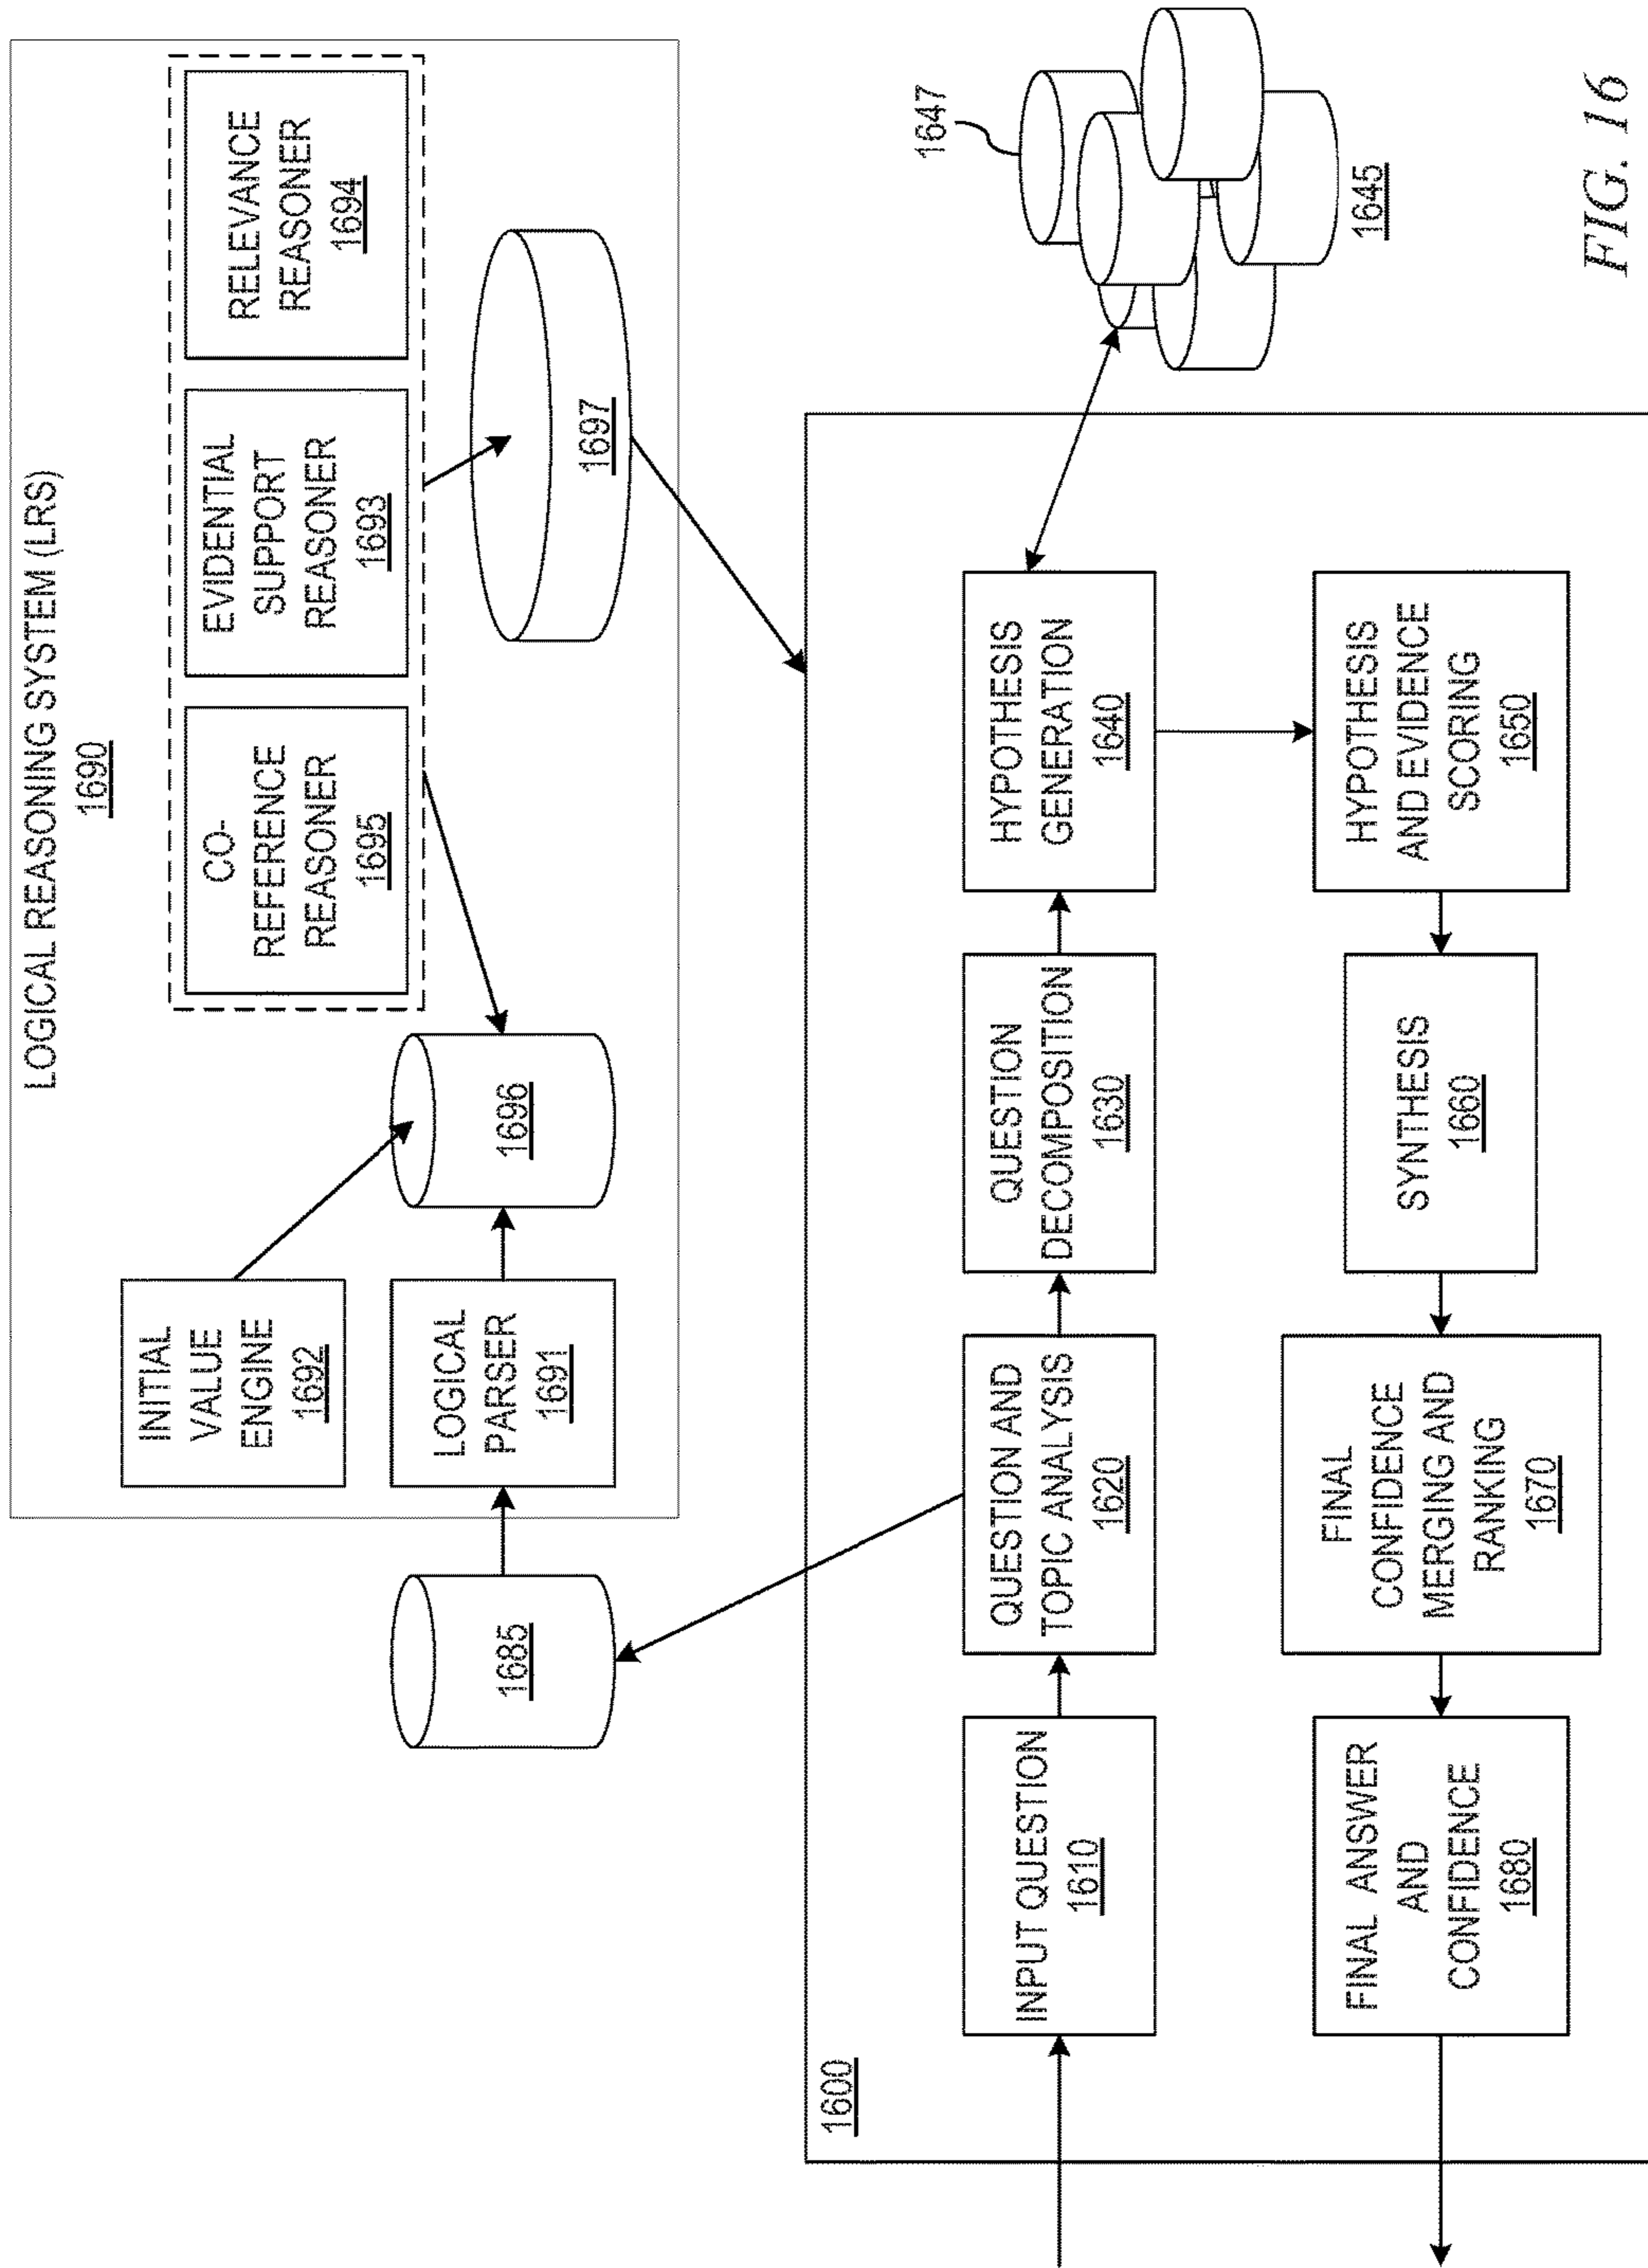 LOGICAL REASONING SYSTEM (LRS)
1690
INITIAL
VALUE
ENGINE
1692
LOGICAL
PARSER
1691
1685
1696
CO-
REFERENCE
REASONER
1695
EVIDENTIAL
SUPPORT
REASONER
1693
RELEVANCE
REASONER
1694
1697
1600
INPUT QUESTION
1610
QUESTION AND
TOPIC ANALYSIS
1620
QUESTION
DECOMPOSITION
1630
HYPOTHESIS
GENERATION
1640
1647
1645
HYPOTHESIS
AND EVIDENCE
SCORING
1650
SYNTHESIS
1660
FINAL
CONFIDENCE
MERGING AND
RANKING
1670
FINAL ANSWER
AND
CONFIDENCE
1680
FIG. 16